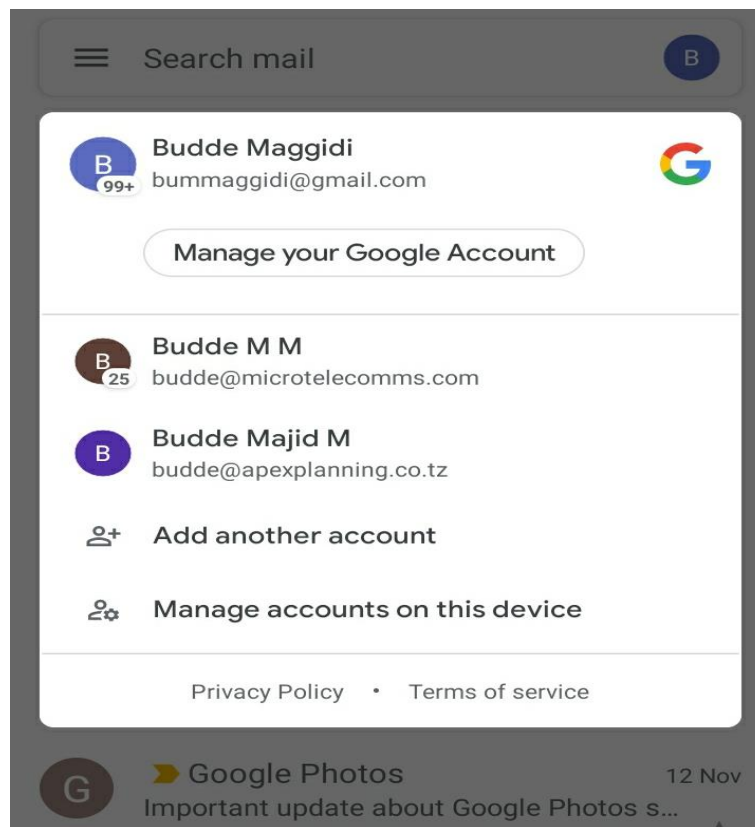 Search mail
B
Budde Maggidi
B
99+
bummaggidi@gmail.com
G
Manage your Google Account
Budde M M
B
25
budde@microtelecomms.com
Budde Majid M
B
budde@apexplanning.co.tz
Add another account
Manage accounts on this device
Privacy Policy • Terms of service
G
Google Photos
12 Nov
Important update about Google Photos s...